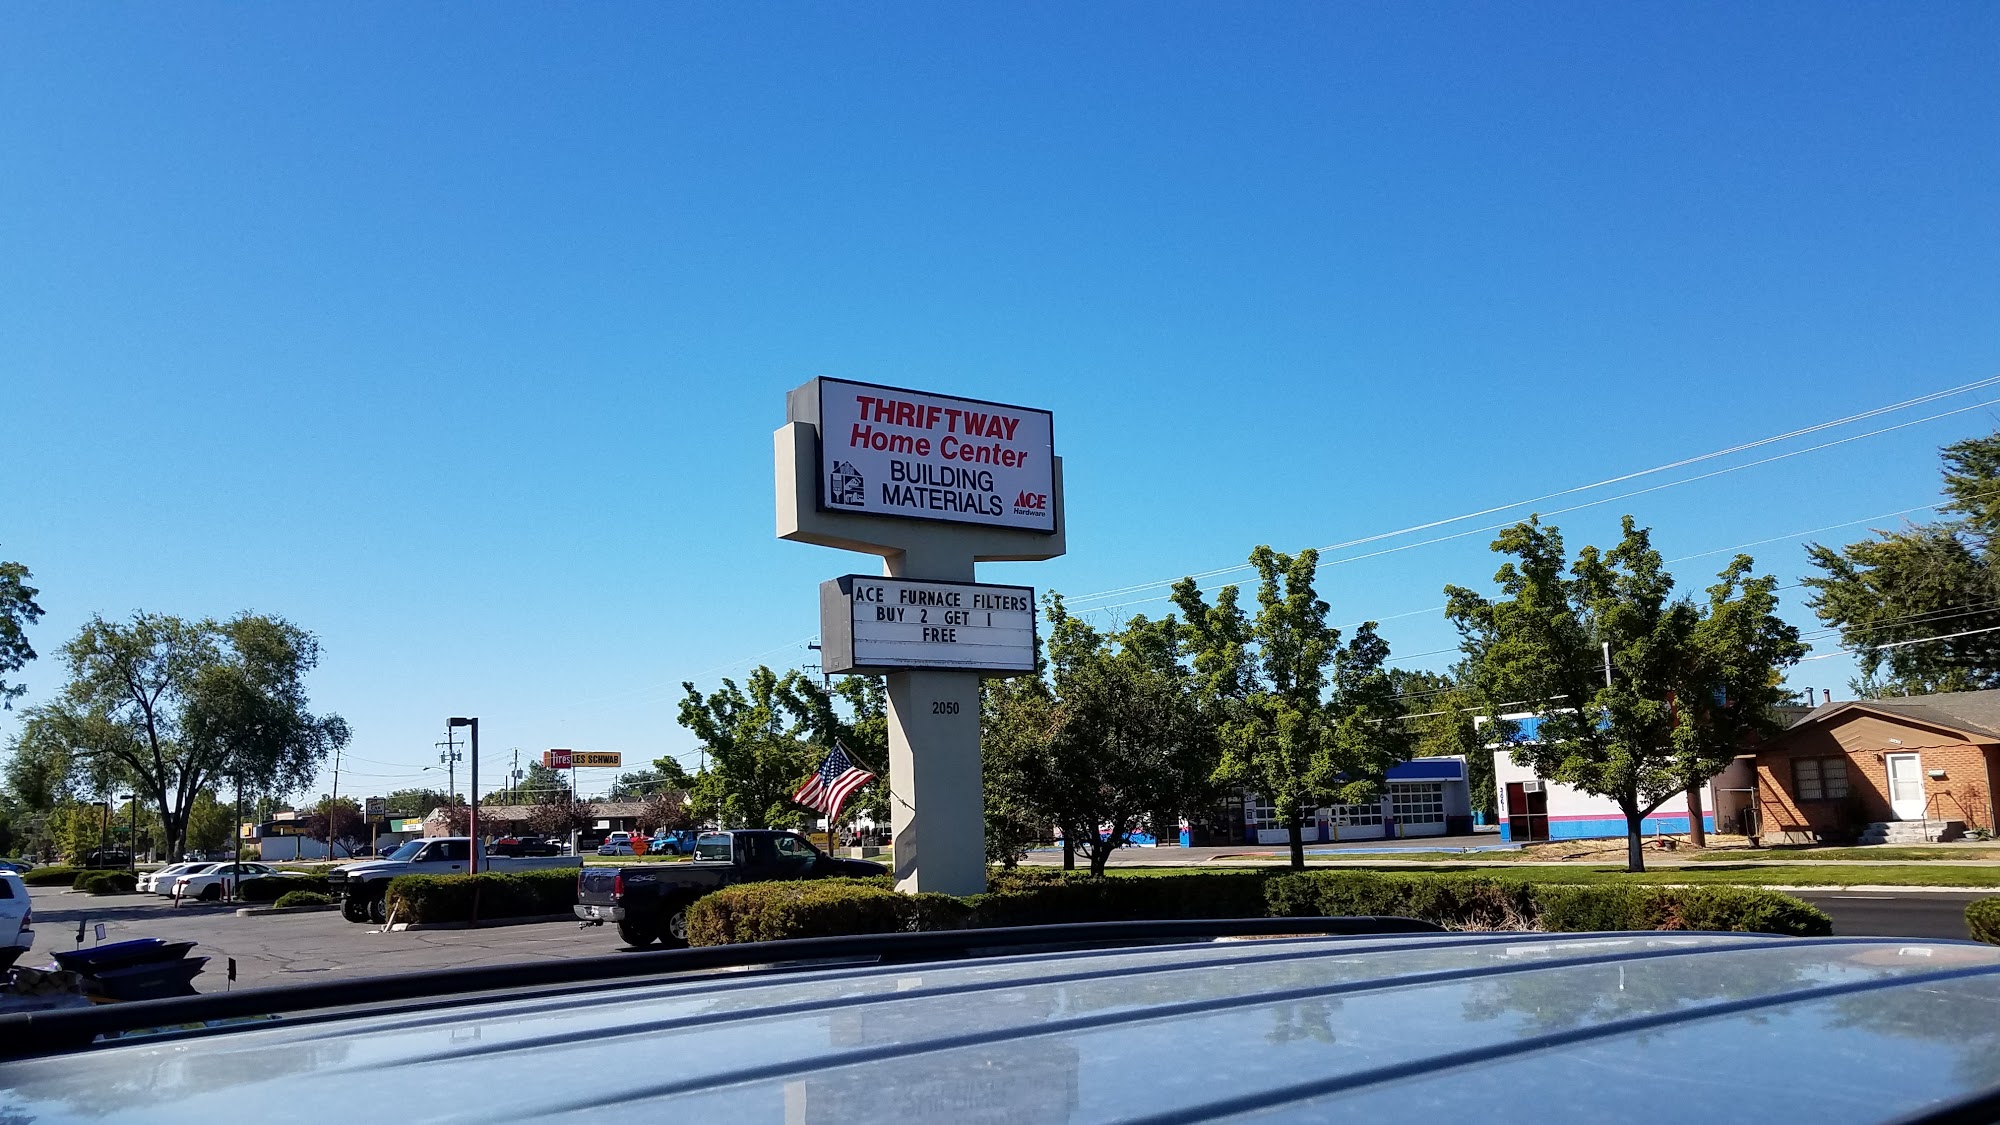 THRIFTWAY
Home Center
BUILDING
MATERIALS
ACE
Hardware
ACE FURNACE FILTERS
BUY 2 GET 1
FREE
2050
Tires LES SCHWAB
2061